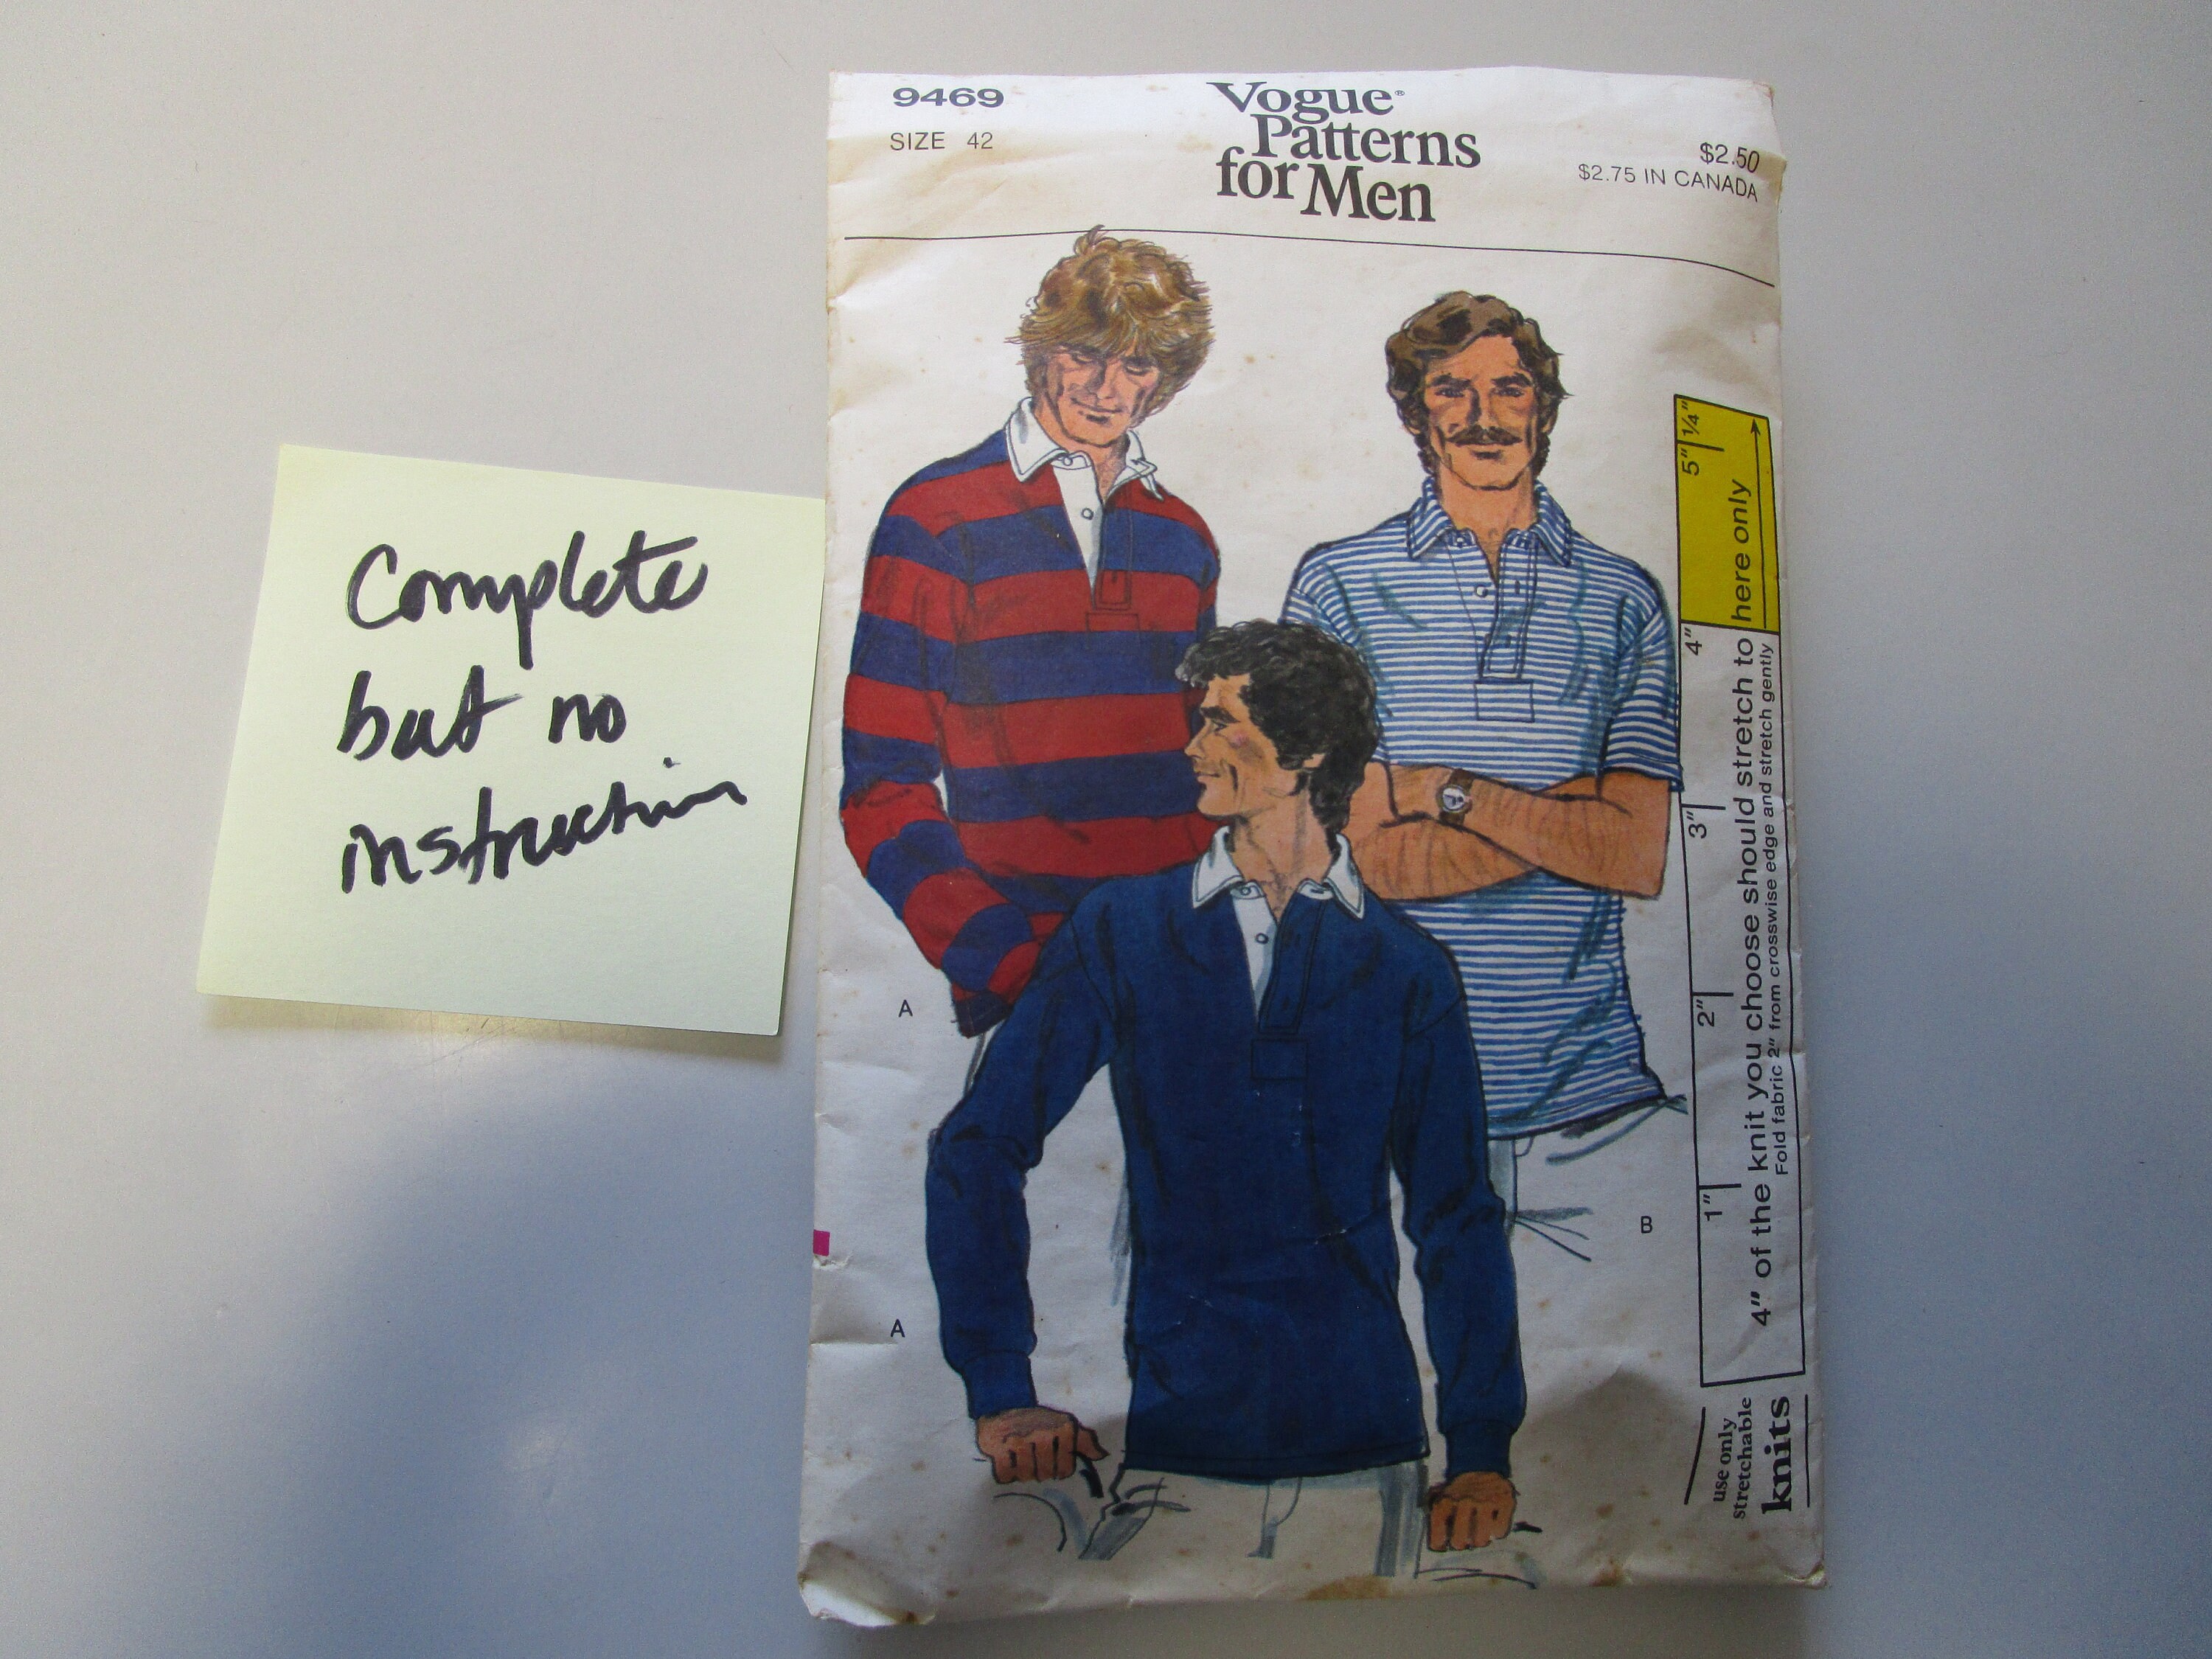 Complete
but no
instruction
9469
SIZE 42
Vogue®
Patterns
for Men
$2.50
$2.75 IN CANADA
A
A
B
5" 1/4"
4"
3"
2"
1"
4" of the knit you choose should stretch to here only
Fold fabric 2" from crosswise edge and stretch gently
use only
stretchable
knits